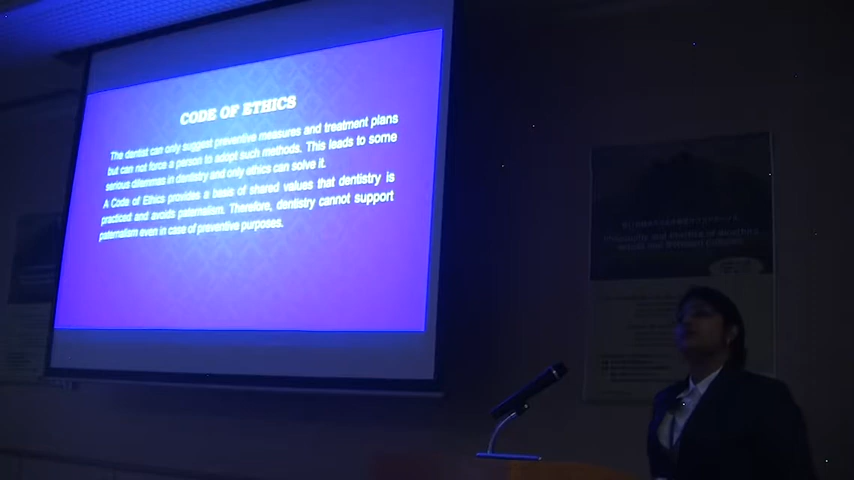 CODE OF ETHICS
The dentist can only suggest preventive measures and treatment plans
but can not force a person to adopt such methods. This leads to some
serious dilemmas in dentistry and only ethics can solve it.
A Code of Ethics provides a basis of shared values that dentistry is
practiced and avoids paternalism. Therefore, dentistry cannot support
paternalism even in case of preventive purposes.